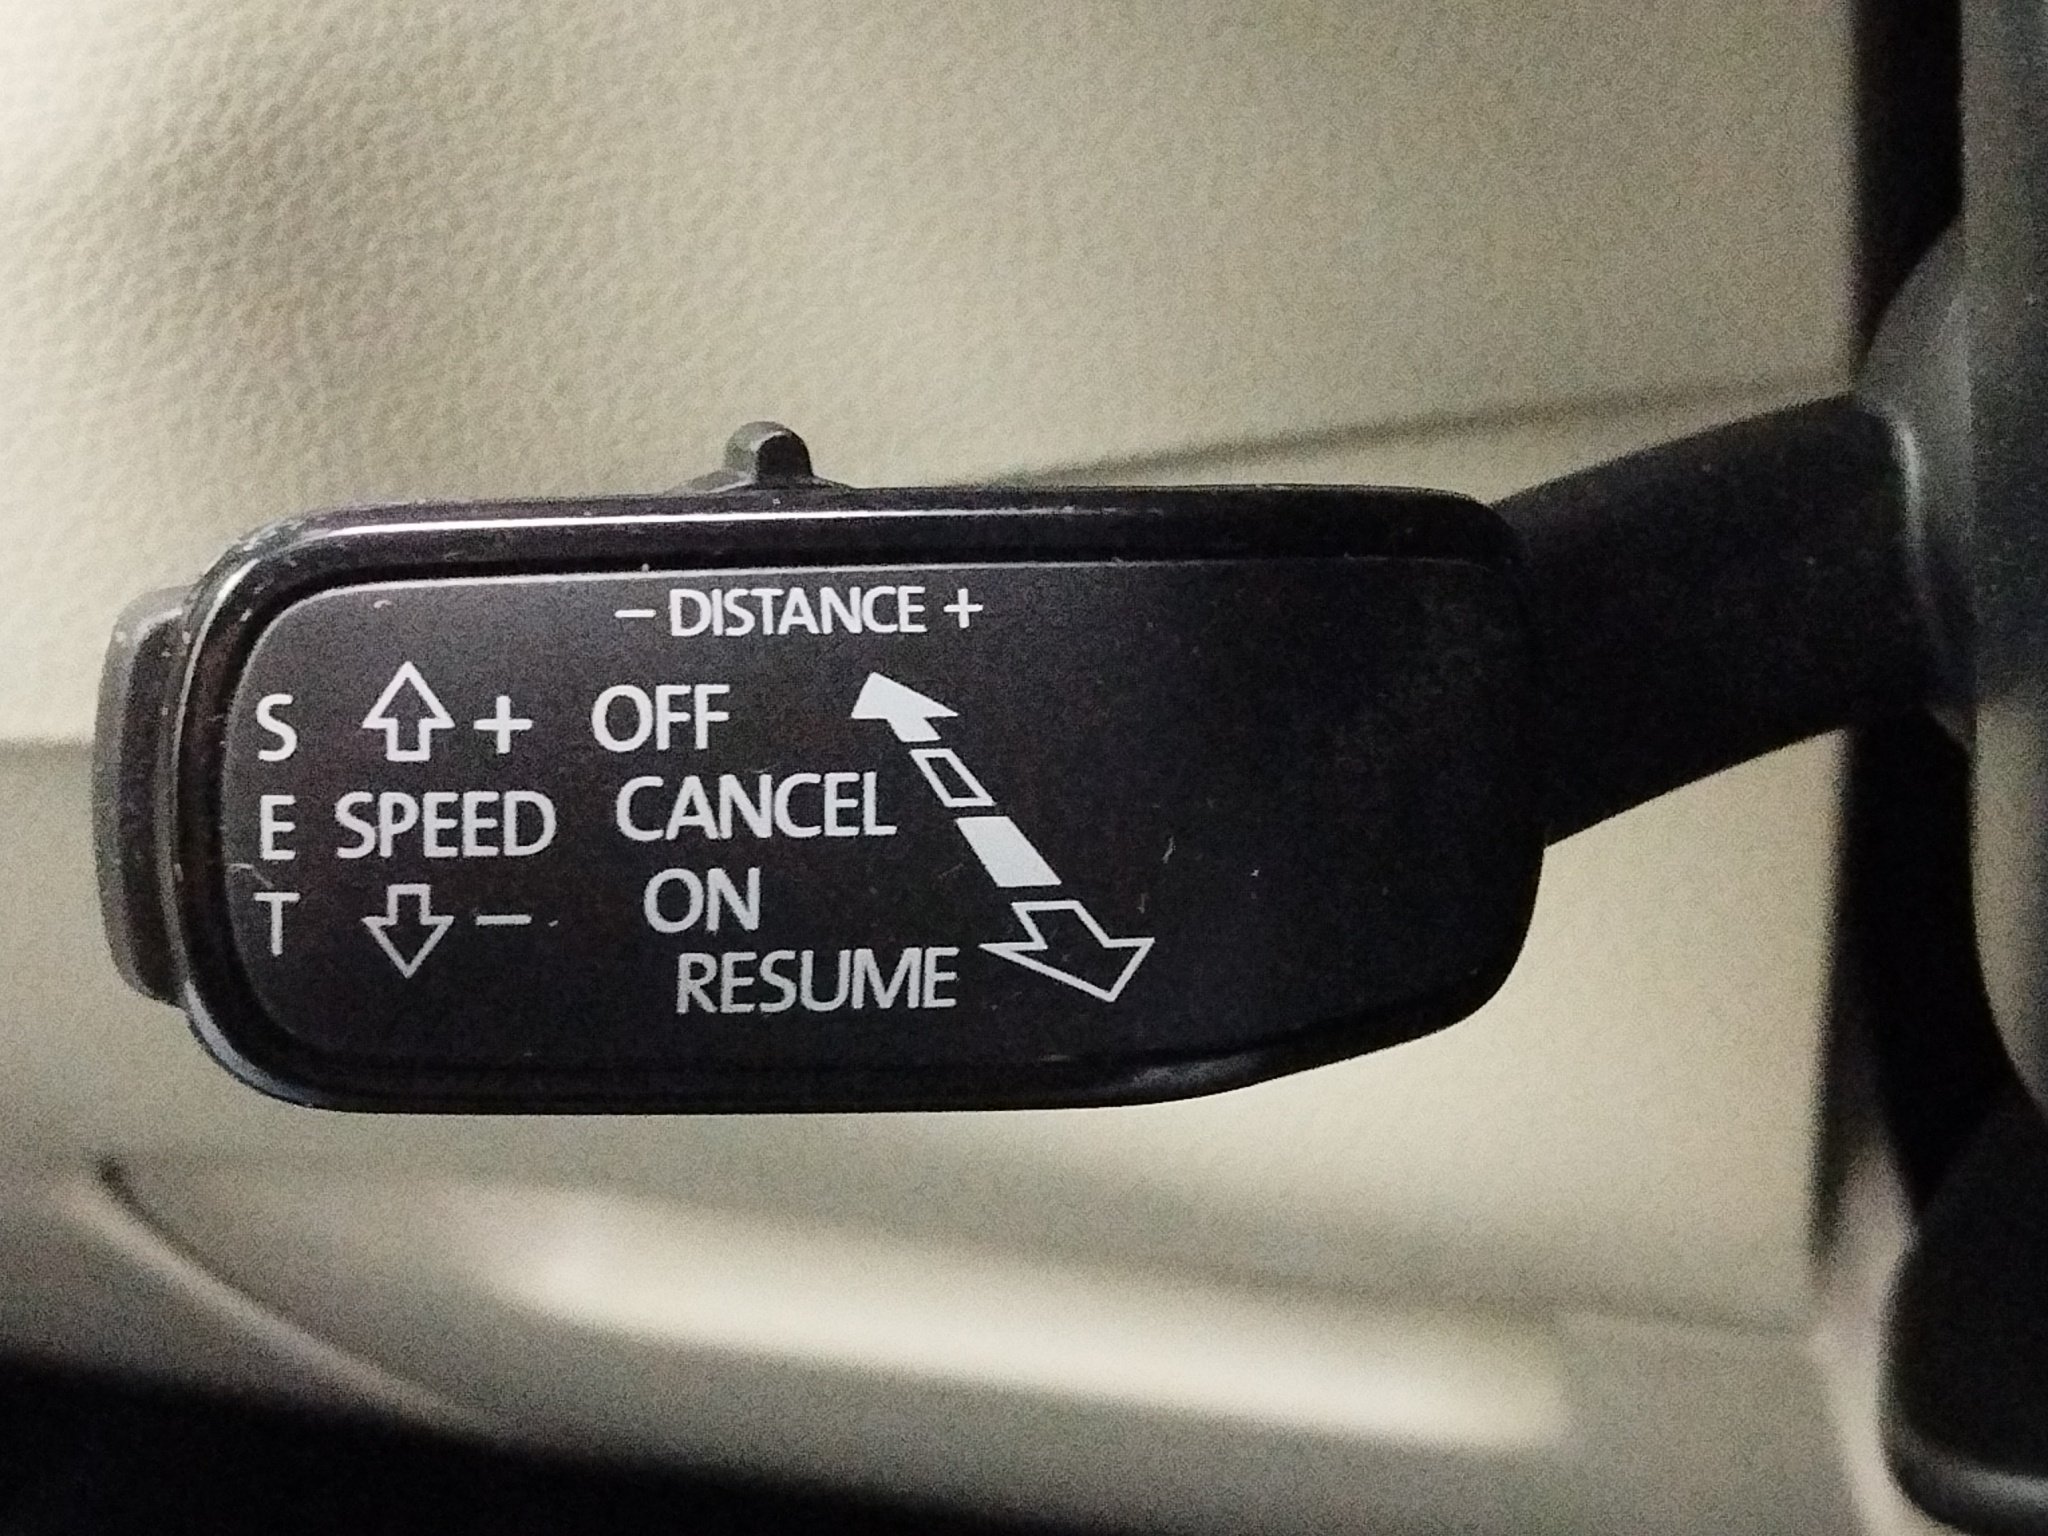 - DISTANCE +
S + OFF
E SPEED CANCEL
T - ON
RESUME